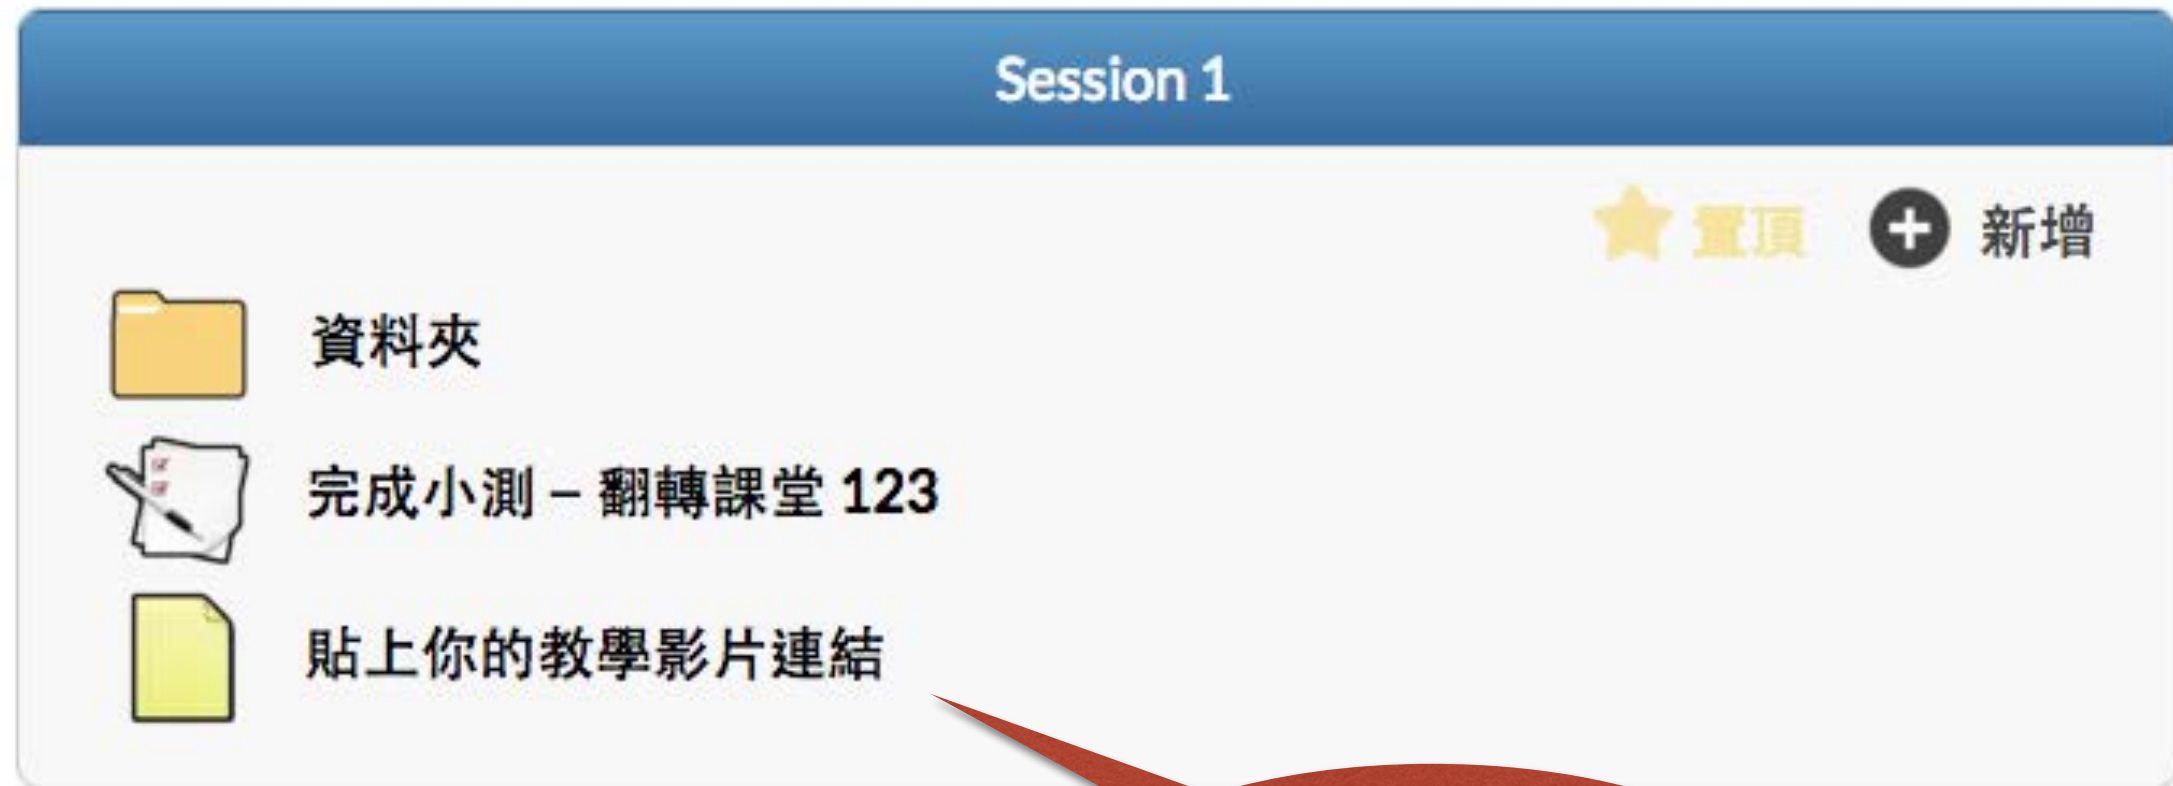 Session 1
置頂 新增
資料夾
完成小測 – 翻轉課堂 123
貼上你的教學影片連結